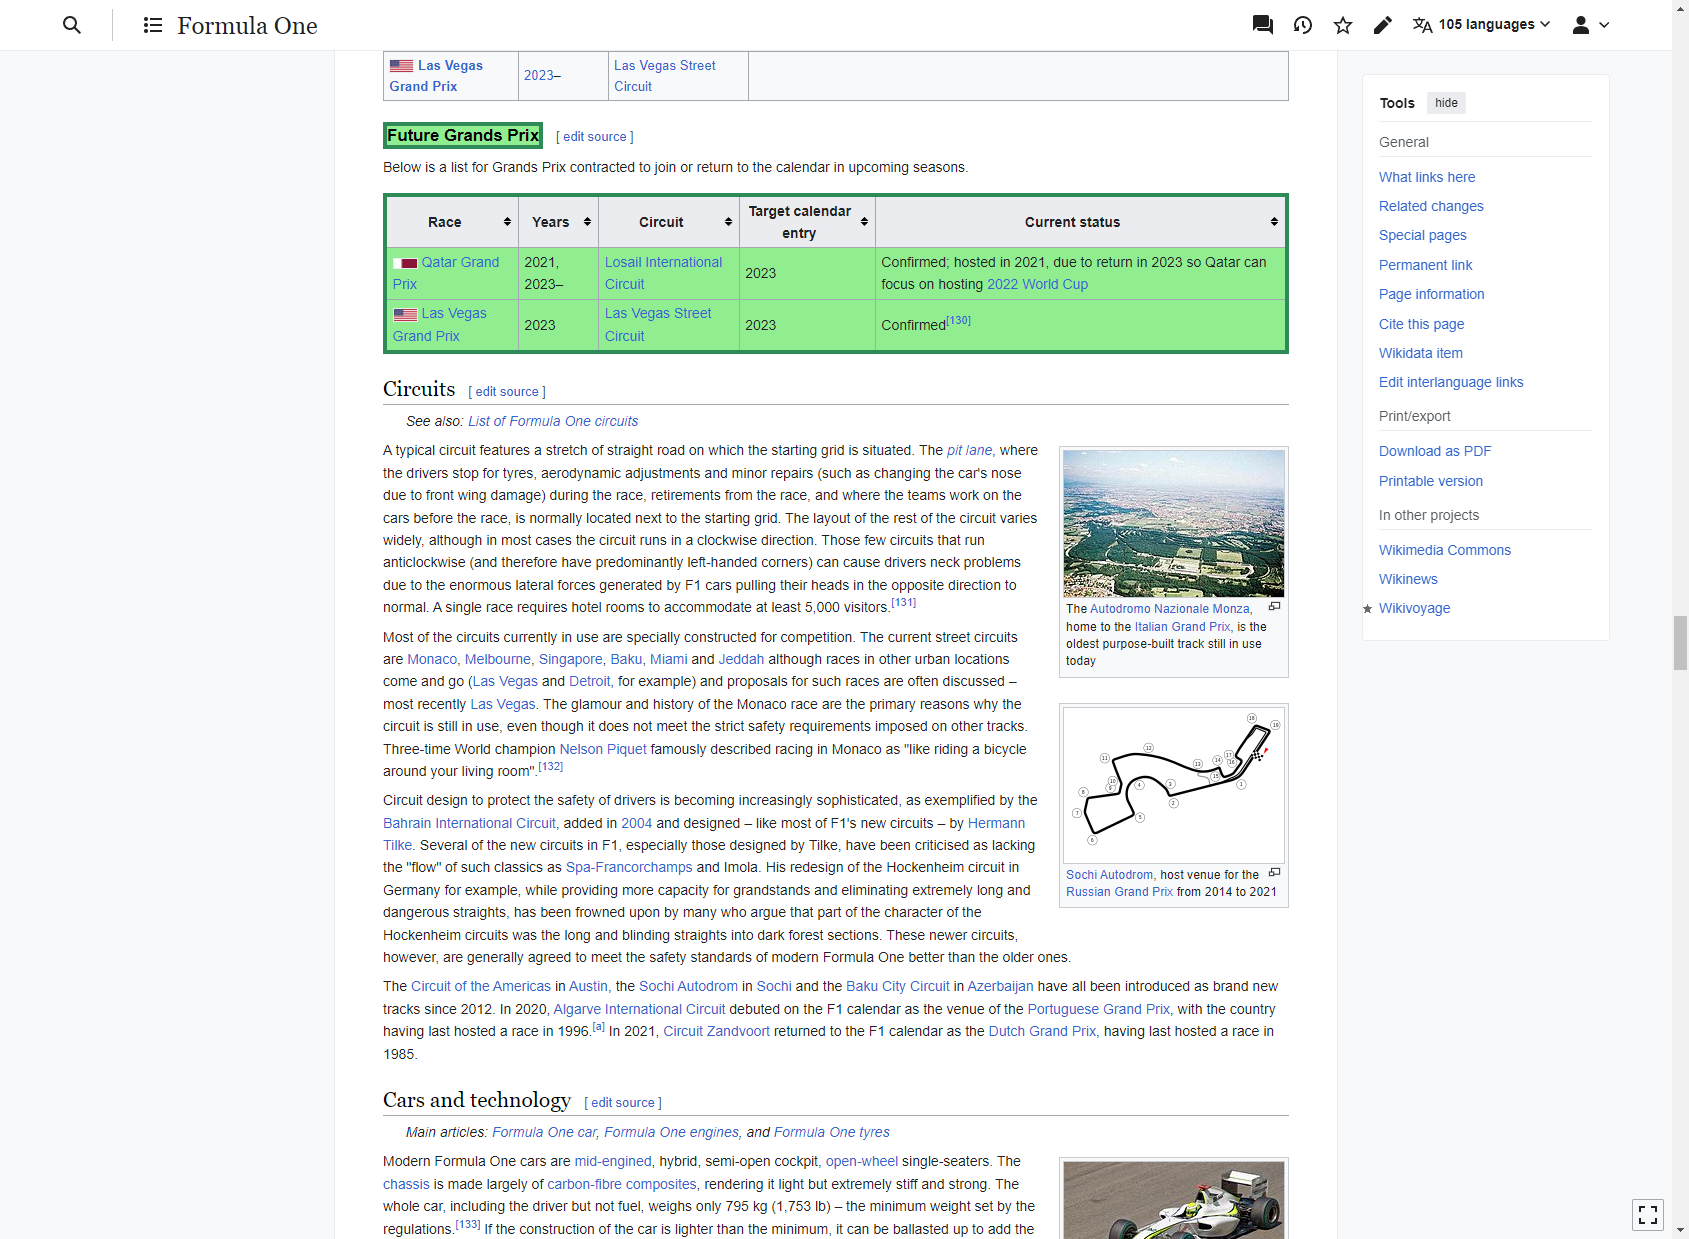 Formula One
105 languages
Las Vegas Grand Prix
2023–
Las Vegas Street Circuit
Future Grands Prix [ edit source ]
Below is a list for Grands Prix contracted to join or return to the calendar in upcoming seasons.
Race
Years
Circuit
Target calendar entry
Current status
Qatar Grand Prix
2021, 2023–
Losail International Circuit
2023
Confirmed; hosted in 2021, due to return in 2023 so Qatar can
focus on hosting 2022 World Cup
Las Vegas Grand Prix
2023
Las Vegas Street Circuit
2023
Confirmed[130]
Circuits [ edit source ]
See also: List of Formula One circuits
A typical circuit features a stretch of straight road on which the starting grid is situated. The pit lane, where
the drivers stop for tyres, aerodynamic adjustments and minor repairs (such as changing the car's nose
due to front wing damage) during the race, retirements from the race, and where the teams work on the
cars before the race, is normally located next to the starting grid. The layout of the rest of the circuit varies
widely, although in most cases the circuit runs in a clockwise direction. Those few circuits that run
anticlockwise (and therefore have predominantly left-handed corners) can cause drivers neck problems
due to the enormous lateral forces generated by F1 cars pulling their heads in the opposite direction to
normal. A single race requires hotel rooms to accommodate at least 5,000 visitors.[131]
The Autodromo Nazionale Monza,
home to the Italian Grand Prix, is the
oldest purpose-built track still in use
today
Most of the circuits currently in use are specially constructed for competition. The current street circuits
are Monaco, Melbourne, Singapore, Baku, Miami and Jeddah although races in other urban locations
come and go (Las Vegas and Detroit, for example) and proposals for such races are often discussed –
most recently Las Vegas. The glamour and history of the Monaco race are the primary reasons why the
circuit is still in use, even though it does not meet the strict safety requirements imposed on other tracks.
Three-time World champion Nelson Piquet famously described racing in Monaco as "like riding a bicycle
around your living room".[132]
Sochi Autodrom, host venue for the
Russian Grand Prix from 2014 to 2021
Circuit design to protect the safety of drivers is becoming increasingly sophisticated, as exemplified by the
Bahrain International Circuit, added in 2004 and designed – like most of F1's new circuits – by Hermann
Tilke. Several of the new circuits in F1, especially those designed by Tilke, have been criticised as lacking
the "flow" of such classics as Spa-Francorchamps and Imola. His redesign of the Hockenheim circuit in
Germany for example, while providing more capacity for grandstands and eliminating extremely long and
dangerous straights, has been frowned upon by many who argue that part of the character of the
Hockenheim circuits was the long and blinding straights into dark forest sections. These newer circuits,
however, are generally agreed to meet the safety standards of modern Formula One better than the older ones.
The Circuit of the Americas in Austin, the Sochi Autodrom in Sochi and the Baku City Circuit in Azerbaijan have all been introduced as brand new
tracks since 2012. In 2020, Algarve International Circuit debuted on the F1 calendar as the venue of the Portuguese Grand Prix, with the country
having last hosted a race in 1996.[a] In 2021, Circuit Zandvoort returned to the F1 calendar as the Dutch Grand Prix, having last hosted a race in
1985.
Cars and technology [ edit source ]
Main articles: Formula One car, Formula One engines, and Formula One tyres
Modern Formula One cars are mid-engined, hybrid, semi-open cockpit, open-wheel single-seaters. The
chassis is made largely of carbon-fibre composites, rendering it light but extremely stiff and strong. The
whole car, including the driver but not fuel, weighs only 795 kg (1,753 lb) – the minimum weight set by the
regulations.[133] If the construction of the car is lighter than the minimum, it can be ballasted up to add the
Tools
hide
General
What links here
Related changes
Special pages
Permanent link
Page information
Cite this page
Wikidata item
Edit interlanguage links
Print/export
Download as PDF
Printable version
In other projects
Wikimedia Commons
Wikinews
Wikivoyage